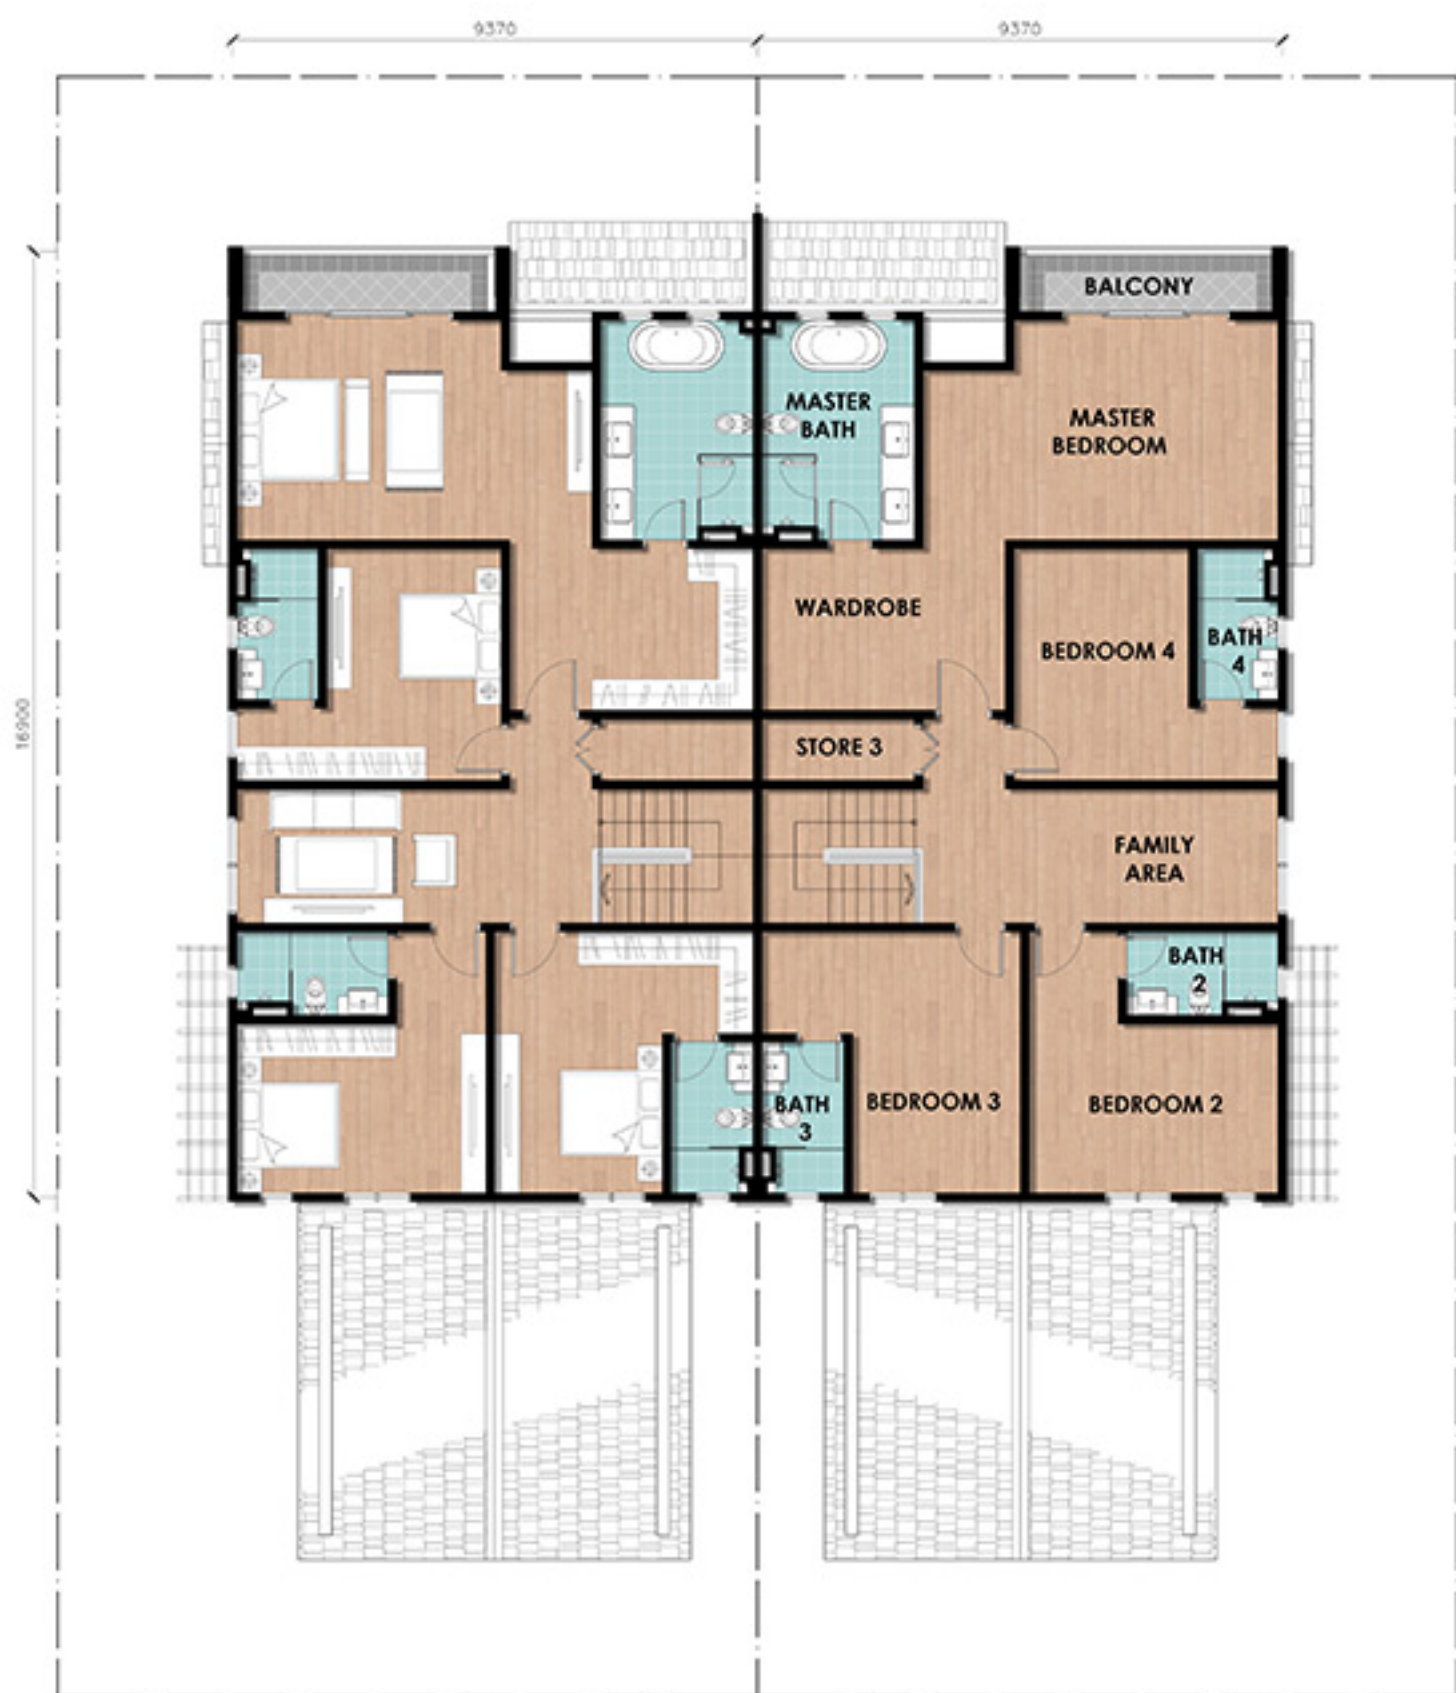 9370
9370
BALCONY
MASTER
BATH
MASTER
BEDROOM
WARDROBE
BEDROOM 4
BATH
4
16900
STORE 3
FAMILY
AREA
BATH
2
BATH
3
BEDROOM 3
BEDROOM 2